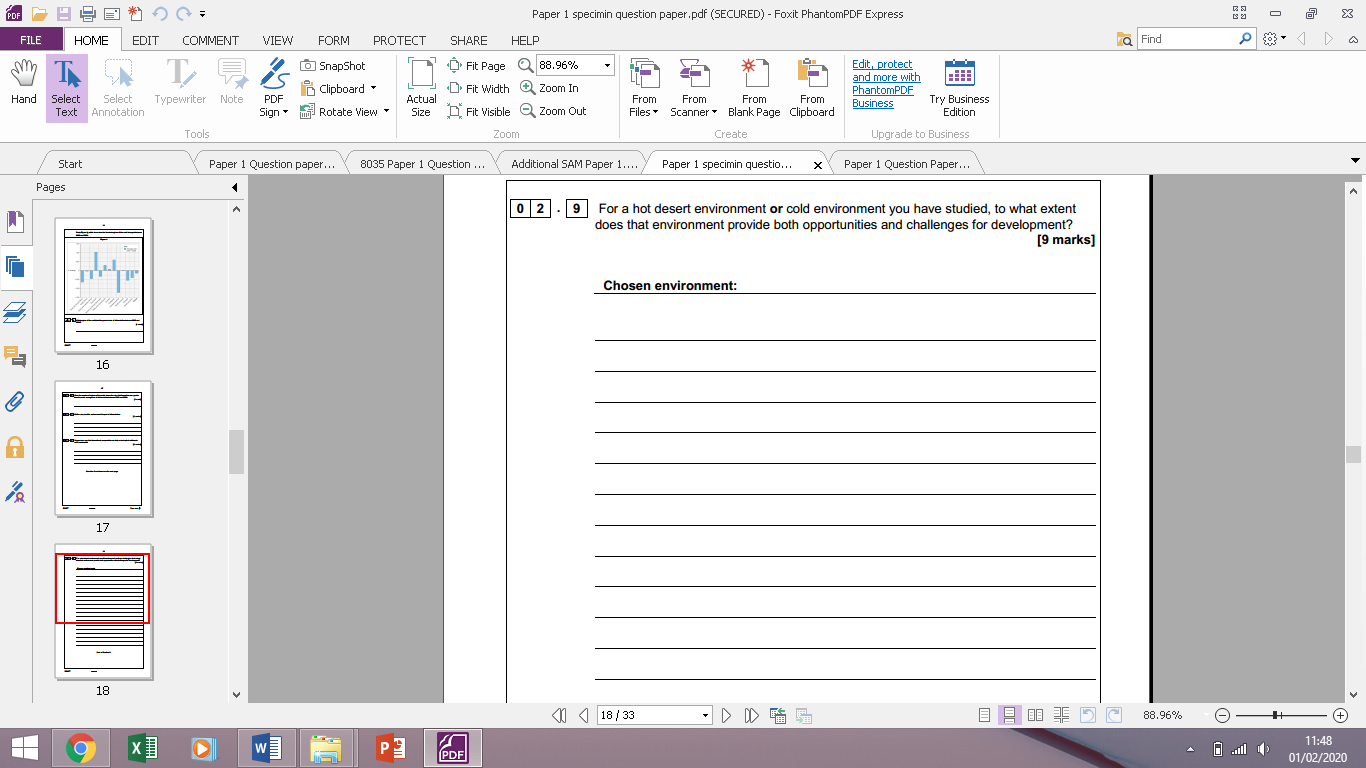 Paper 1 specimin question paper.pdf (SECURED) - Foxit PhantomPDF Express
FILE HOME EDIT COMMENT VIEW FORM PROTECT SHARE HELP
Find
Hand
Select Text
Select Annotation
Typewriter
Note
PDF Sign
SnapShot
Clipboard
Rotate View
Tools
Actual Size
Fit Page
Fit Width
Fit Visible
88.96%
Zoom In
Zoom Out
Zoom
From Files
From Scanner
From Blank Page
From Clipboard
Create
Edit, protect
and more with
PhantomPDF
Business
Try Business Edition
Upgrade to Business
Start
Paper 1 Question paper...
8035 Paper 1 Question ...
Additional SAM Paper 1....
Paper 1 specimin questio...
Paper 1 Question Paper...
Pages
16
17
18
0 2 . 9 For a hot desert environment or cold environment you have studied, to what extent
does that environment provide both opportunities and challenges for development?
[9 marks]
Chosen environment:
18 / 33
88.96%
11:48
01/02/2020